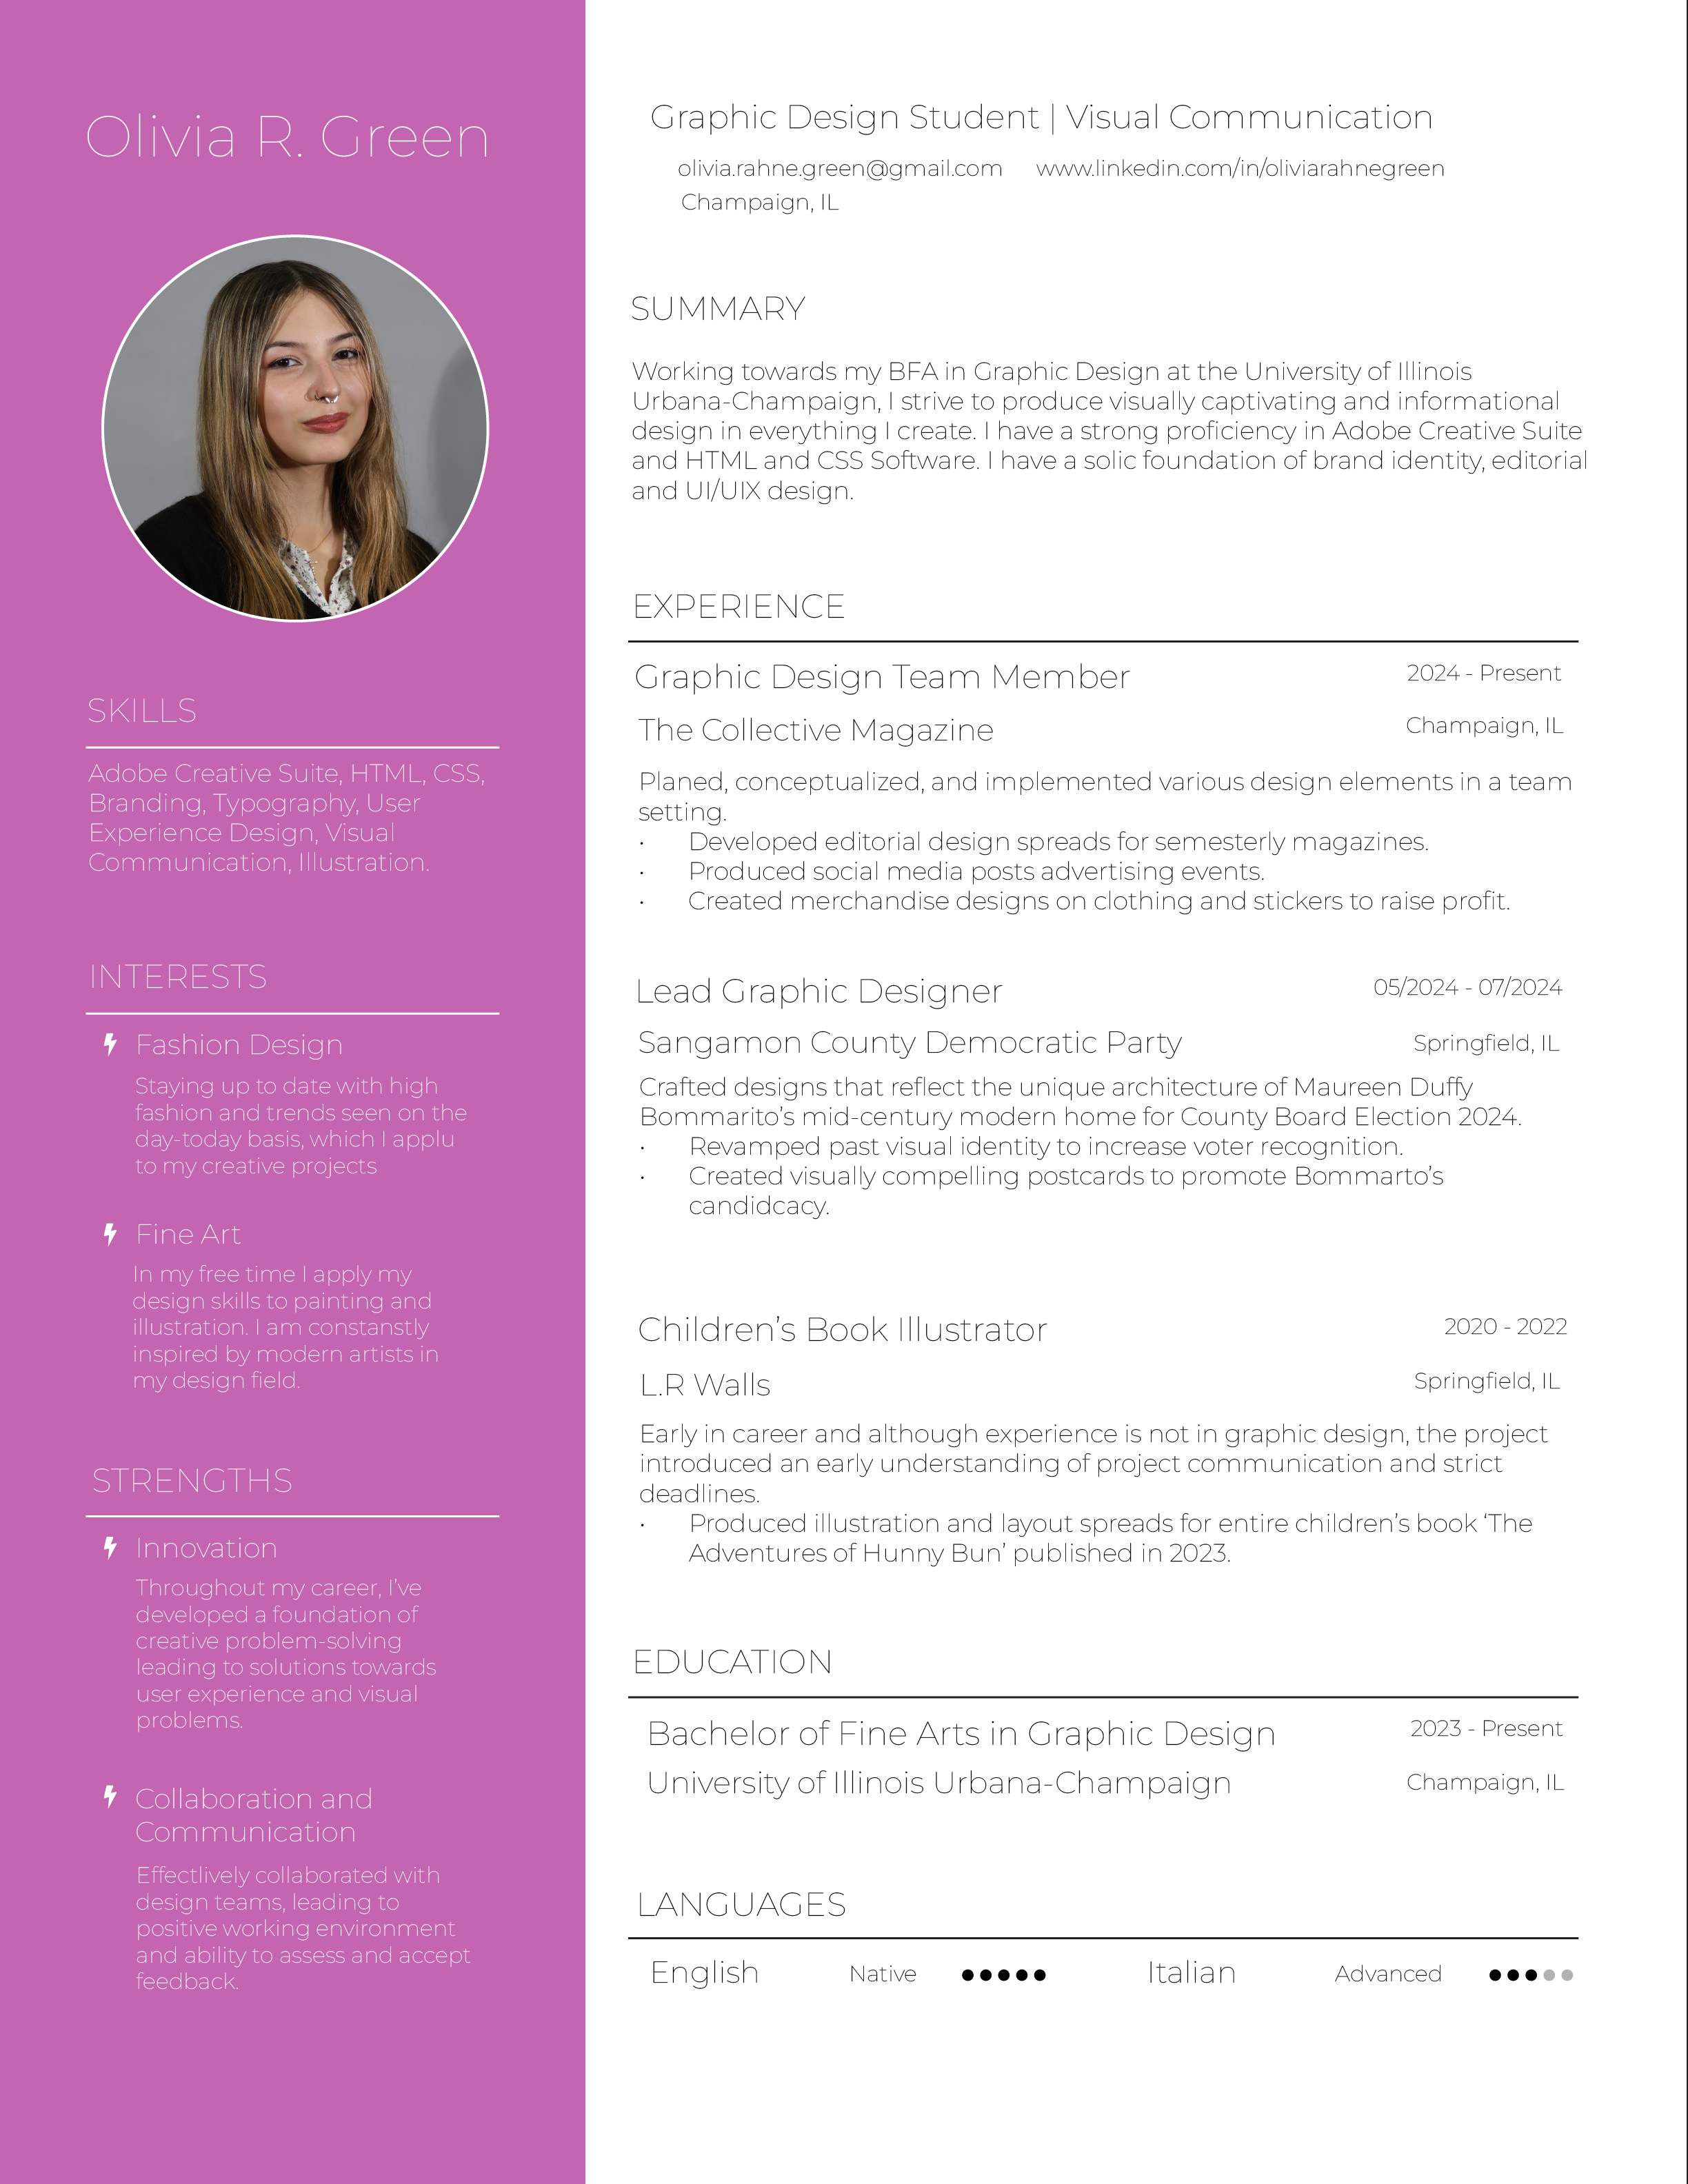 Olivia R. Green
SKILLS
Adobe Creative Suite, HTML, CSS,
Branding, Typography, User
Experience Design, Visual
Communication, Illustration.
INTERESTS
Fashion Design
Staying up to date with high
fashion and trends seen on the
day-today basis, which I applu
to my creative projects
Fine Art
In my free time I apply my
design skills to painting and
illustration. I am constanstly
inspired by modern artists in
my design field.
STRENGTHS
Innovation
Throughout my career, I've
developed a foundation of
creative problem-solving
leading to solutions towards
user experience and visual
problems.
Collaboration and
Communication
Effectlively collaborated with
design teams, leading to
positive working environment
and ability to assess and accept
feedback.
Graphic Design Student | Visual Communication
olivia.rahne.green@gmail.com www.linkedin.com/in/oliviarahnegreen
Champaign, IL
SUMMARY
Working towards my BFA in Graphic Design at the University of Illinois
Urbana-Champaign, I strive to produce visually captivating and informational
design in everything I create. I have a strong proficiency in Adobe Creative Suite
and HTML and CSS Software. I have a solic foundation of brand identity, editorial
and UI/UIX design.
EXPERIENCE
Graphic Design Team Member 2024 - Present
The Collective Magazine Champaign, IL
Planed, conceptualized, and implemented various design elements in a team
setting.
· Developed editorial design spreads for semesterly magazines.
· Produced social media posts advertising events.
· Created merchandise designs on clothing and stickers to raise profit.
Lead Graphic Designer 05/2024 - 07/2024
Sangamon County Democratic Party Springfield, IL
Crafted designs that reflect the unique architecture of Maureen Duffy
Bommarito's mid-century modern home for County Board Election 2024.
· Revamped past visual identity to increase voter recognition.
· Created visually compelling postcards to promote Bommarto's
candidcacy.
Children's Book Illustrator 2020 - 2022
L.R Walls Springfield, IL
Early in career and although experience is not in graphic design, the project
introduced an early understanding of project communication and strict
deadlines.
· Produced illustration and layout spreads for entire children's book ‘The
Adventures of Hunny Bun’ published in 2023.
EDUCATION
Bachelor of Fine Arts in Graphic Design 2023 - Present
University of Illinois Urbana-Champaign Champaign, IL
LANGUAGES
English Native Italian Advanced